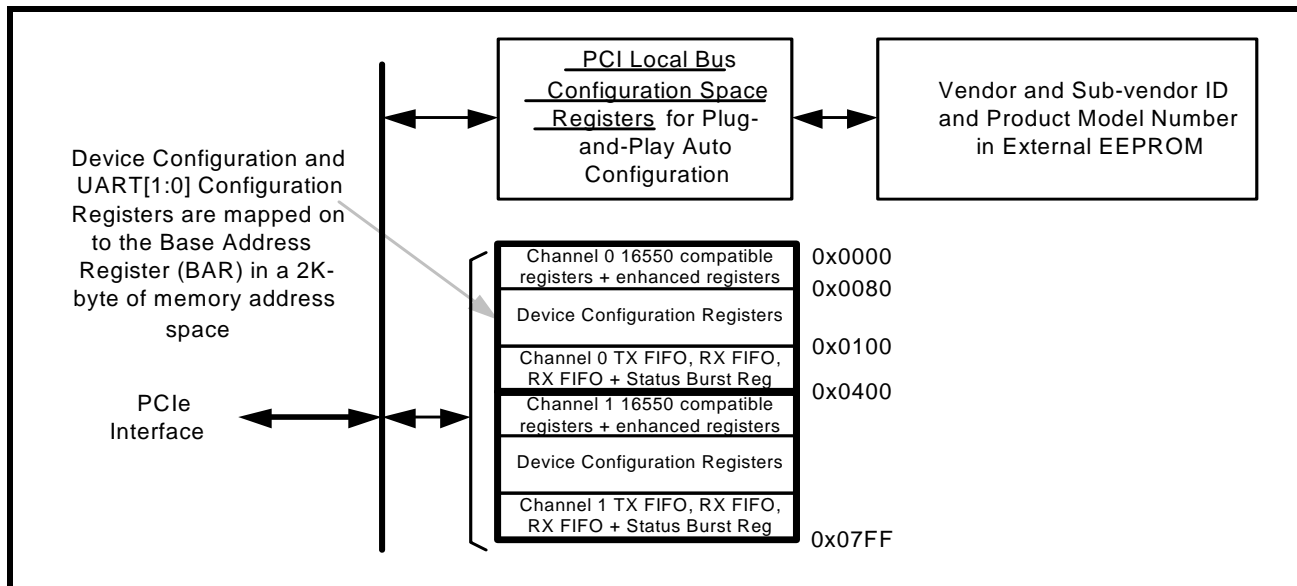 PCI Local Bus
Configuration Space
Registers for Plug-
and-Play Auto
Configuration
Vendor and Sub-vendor ID
and Product Model Number
in External EEPROM
Device Configuration and
UART[1:0] Configuration
Registers are mapped on
to the Base Address
Register (BAR) in a 2K-
byte of memory address
space
PCIe
Interface
Channel 0 16550 compatible
registers + enhanced registers
Device Configuration Registers
Channel 0 TX FIFO, RX FIFO,
RX FIFO + Status Burst Reg
Channel 1 16550 compatible
registers + enhanced registers
Device Configuration Registers
Channel 1 TX FIFO, RX FIFO,
RX FIFO + Status Burst Reg
0x0000
0x0080
0x0100
0x0400
0x07FF